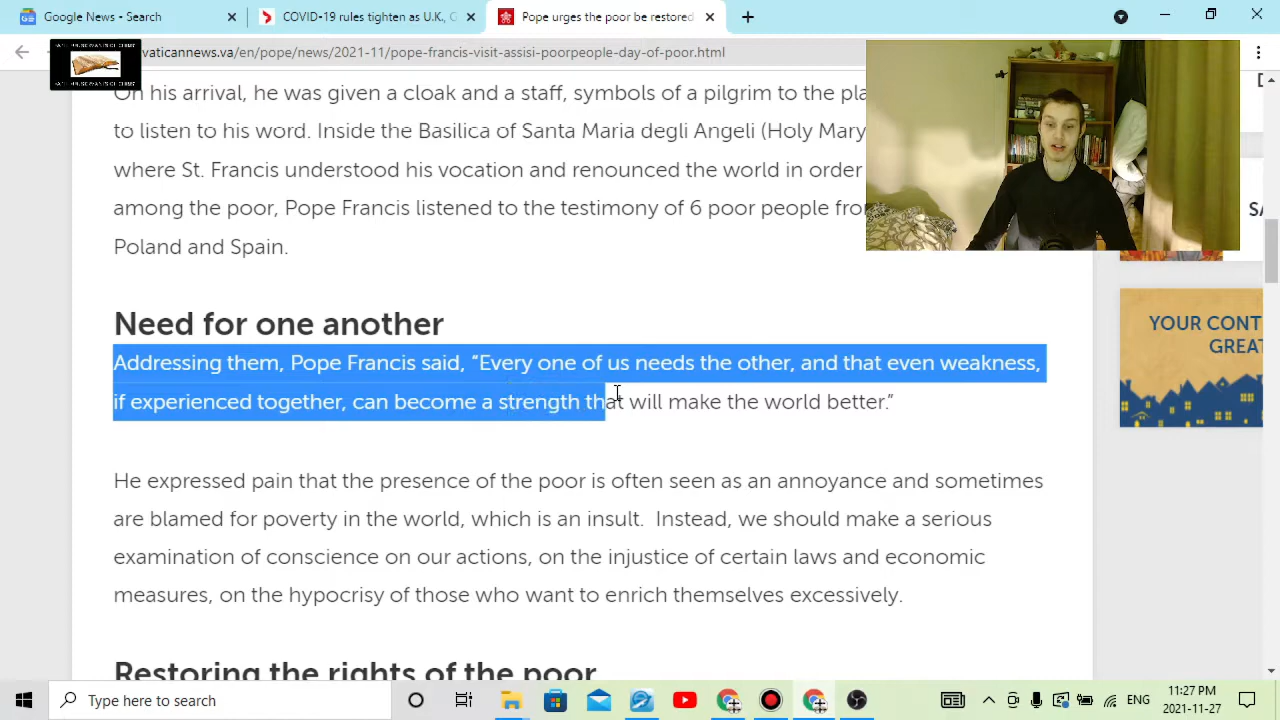 Google News - Search
COVID-19 rules tighten as U.K., G
ges the poor be restored
vaticannews.va/en/pope/news/2021-11/pope-francis-visit-assisi-poorpeople-day-of-poor.html
On his arrival, he was given a cloak and a staff, symbols of a pilgrim to the pla
to listen to his word. Inside the Basilica of Santa Maria degli Angeli (Holy Mary
where St. Francis understood his vocation and renounced the world in order
among the poor, Pope Francis listened to the testimony of 6 poor people from
Poland and Spain.
SA
Need for one another
Addressing them, Pope Francis said, “Every one of us needs the other, and that even weakness,
if experienced together, can become a strength that will make the world better.”
YOUR CONT
GREAT
He expressed pain that the presence of the poor is often seen as an annoyance and sometimes
are blamed for poverty in the world, which is an insult. Instead, we should make a serious
examination of conscience on our actions, on the injustice of certain laws and economic
measures, on the hypocrisy of those who want to enrich themselves excessively.
Restoring the rights of the poor
Type here to search
ENG
11:27 PM
2021-11-27